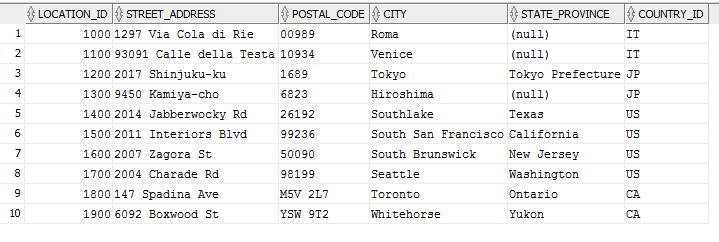 LOCATION_ID STREET_ADDRESS POSTAL_CODE CITY STATE_PROVINCE COUNTRY_ID
1 1000 1297 Via Cola di Rie 00989 Roma (null) IT
2 1100 93091 Calle della Testa 10934 Venice (null) IT
3 1200 2017 Shinjuku-ku 1689 Tokyo Tokyo Prefecture JP
4 1300 9450 Kamiya-cho 6823 Hiroshima (null) JP
5 1400 2014 Jabberwocky Rd 26192 Southlake Texas US
6 1500 2011 Interiors Blvd 99236 South San Francisco California US
7 1600 2007 Zagora St 50090 South Brunswick New Jersey US
8 1700 2004 Charade Rd 98199 Seattle Washington US
9 1800 147 Spadina Ave M5V 2L7 Toronto Ontario CA
10 1900 6092 Boxwood St YSW 9T2 Whitehorse Yukon CA